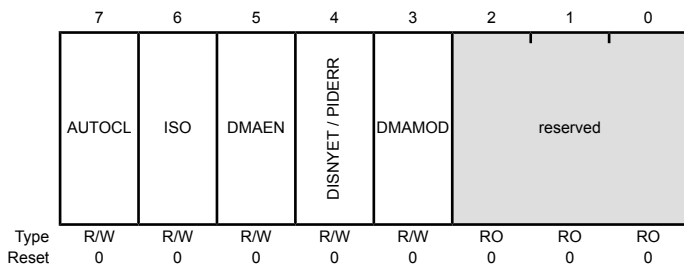 7 6 5 4 3 2 1 0
AUTOCL ISO DMAEN DISNYET / PIDERR DMAMOD reserved
Type R/W R/W R/W R/W R/W RO RO RO
Reset 0 0 0 0 0 0 0 0